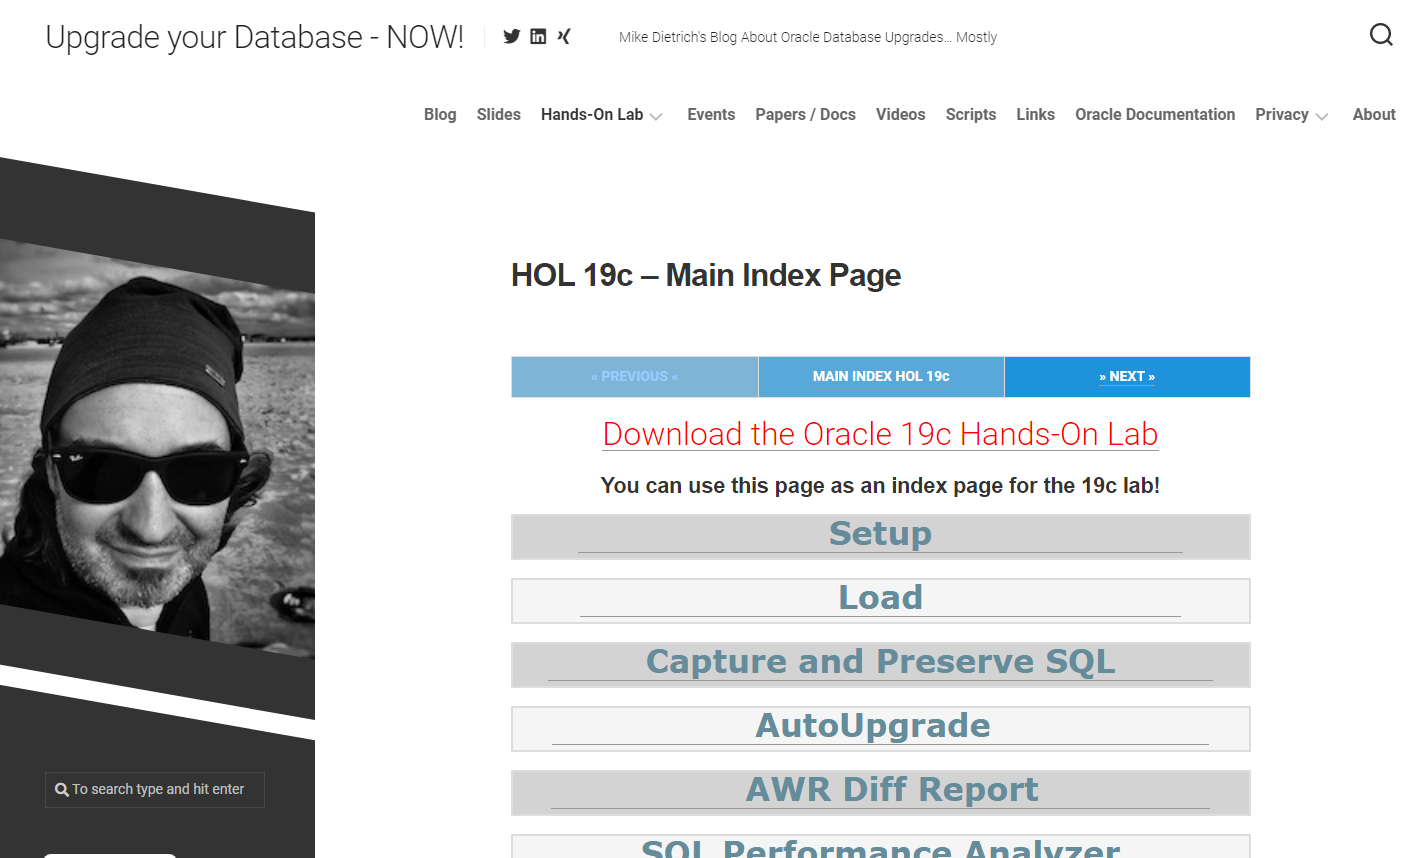 Upgrade your Database - NOW!
Mike Dietrich's Blog About Oracle Database Upgrades... Mostly
Blog Slides Hands-On Lab Events Papers / Docs Videos Scripts Links Oracle Documentation Privacy About
HOL 19c – Main Index Page
« PREVIOUS « MAIN INDEX HOL 19c » NEXT »
Download the Oracle 19c Hands-On Lab
You can use this page as an index page for the 19c lab!
Setup
Load
Capture and Preserve SQL
AutoUpgrade
AWR Diff Report
SQL Performance Analyzer
Ray-Ban
To search type and hit enter